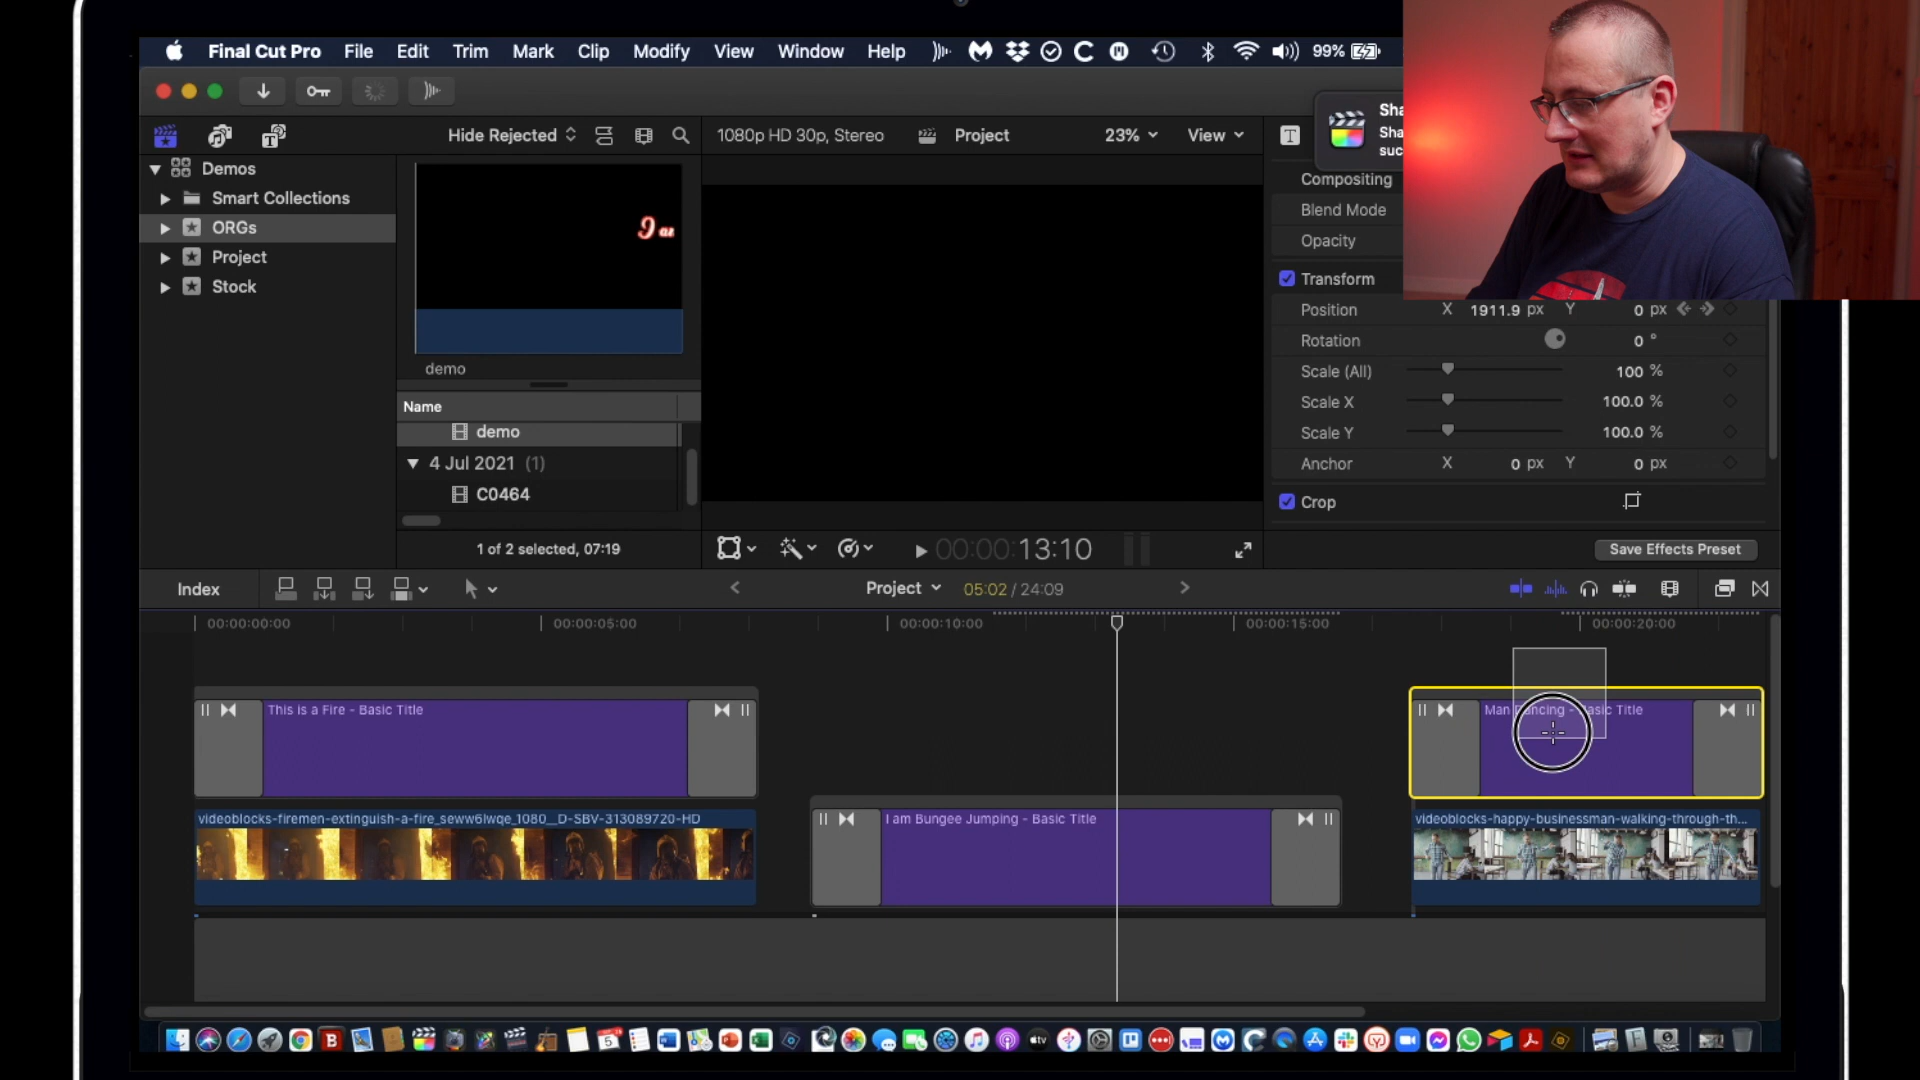 Final Cut Pro File Edit Trim Mark Clip Modify View Window Help 99%
Hide Rejected 1080p HD 30p, Stereo Project 23% View
Demos
Smart Collections
ORGs
Project
Stock
demo
Name
demo
4 Jul 2021 (1)
C0464
1 of 2 selected, 07:19
00:00:00:13:10
Compositing
Blend Mode
Opacity
Transform
Position X 1911.9 px Y 0 px
Rotation 0 °
Scale (All) 100 %
Scale X 100.0 %
Scale Y 100.0 %
Anchor X 0 px Y 0 px
Crop
Save Effects Preset
Index Project 05:02 / 24:09
00:00:00:00 00:00:05:00 00:00:10:00 00:00:15:00 00:00:20:00
This is a Fire - Basic Title
Man Dancing - Basic Title
videoblocks-firemen-extinguish-a-fire_seww6lwqe_1080__D-SBV-313089720-HD
I am Bungee Jumping - Basic Title
videoblocks-happy-businessman-walking-through-th...